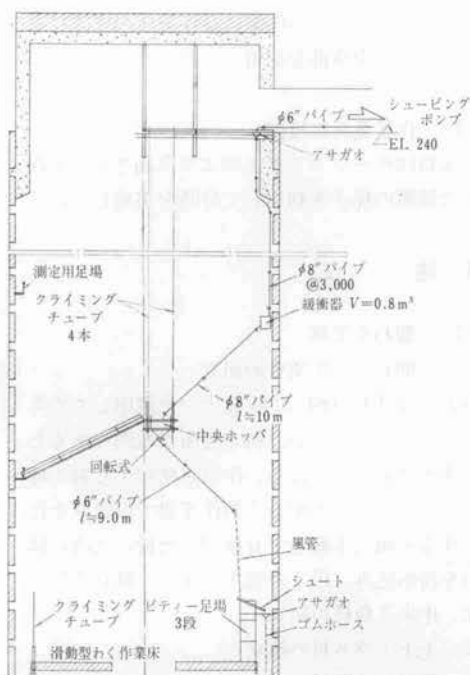 φ6″パイプ
シュービング
ポンプ
EL. 240
アサガオ
測定用足場
クライミング
チューブ
4本
φ8″パイプ
@3,000
緩衝器 V=0.8m³
φ8″パイプ
l≒10m
中央ホッパ
回転式
φ6″パイプ
l≒9.0m
風管
シュート
クライミング
チューブ
ビティー足場
3段
アサガオ
ゴムホース
滑動型わく作業床